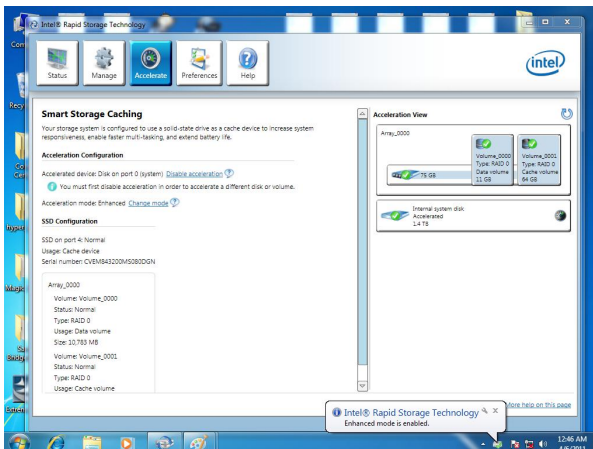 Intel® Rapid Storage Technology
Status
Manage
Accelerate
Preferences
Help
intel
Smart Storage Caching
Your storage system is configured to use a solid-state drive as a cache device to increase system
responsiveness, enable faster multi-tasking, and extend battery life.
Acceleration Configuration
Accelerated device: Disk on port 0 (system) Disable acceleration
You must first disable acceleration in order to accelerate a different disk or volume.
Acceleration mode: Enhanced Change mode
SSD Configuration
SSD on port 4: Normal
Usage: Cache device
Serial number: CVEM843200MS080DGN
Array_0000
Volume: Volume_0000
Status: Normal
Type: RAID 0
Usage: Data volume
Size: 10,763 MB
Volume: Volume_0001
Status: Normal
Type: RAID 0
Usage: Cache volume
Acceleration View
Array_0000
75 GB
Volume_0000
Type: RAID 0
Data volume
11 GB
Volume_0001
Type: RAID 0
Cache volume
64 GB
Internal system disk
Accelerated
1.4 TB
More help on this page
Intel® Rapid Storage Technology
Enhanced mode is enabled.
12:46 AM